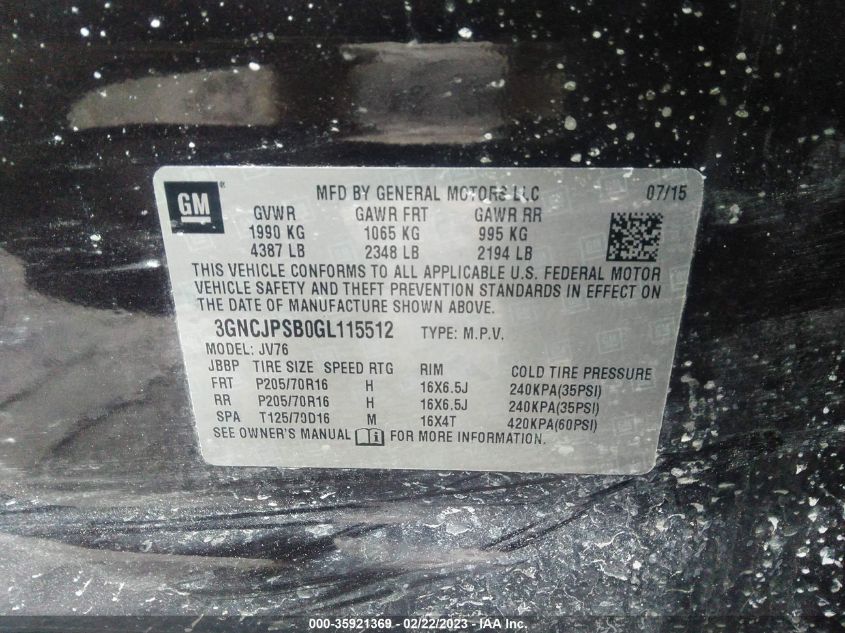 GM
MFD BY GENERAL MOTORS LLC 07/15
GVWR GAWR FRT GAWR RR
1990 KG 1065 KG 995 KG
4387 LB 2348 LB 2194 LB
THIS VEHICLE CONFORMS TO ALL APPLICABLE U.S. FEDERAL MOTOR
VEHICLE SAFETY AND THEFT PREVENTION STANDARDS IN EFFECT ON
THE DATE OF MANUFACTURE SHOWN ABOVE.
3GNCJPSB0GL115512 TYPE: M.P.V.
MODEL: JV76
JBBP TIRE SIZE SPEED RTG RIM COLD TIRE PRESSURE
FRT P205/70R16 H 16X6.5J 240KPA(35PSI)
RR P205/70R16 H 16X6.5J 240KPA(35PSI)
SPA T125/70D16 M 16X4T 420KPA(60PSI)
SEE OWNER'S MANUAL FOR MORE INFORMATION.
000-35921369 - 02/22/2023 - IAA Inc.